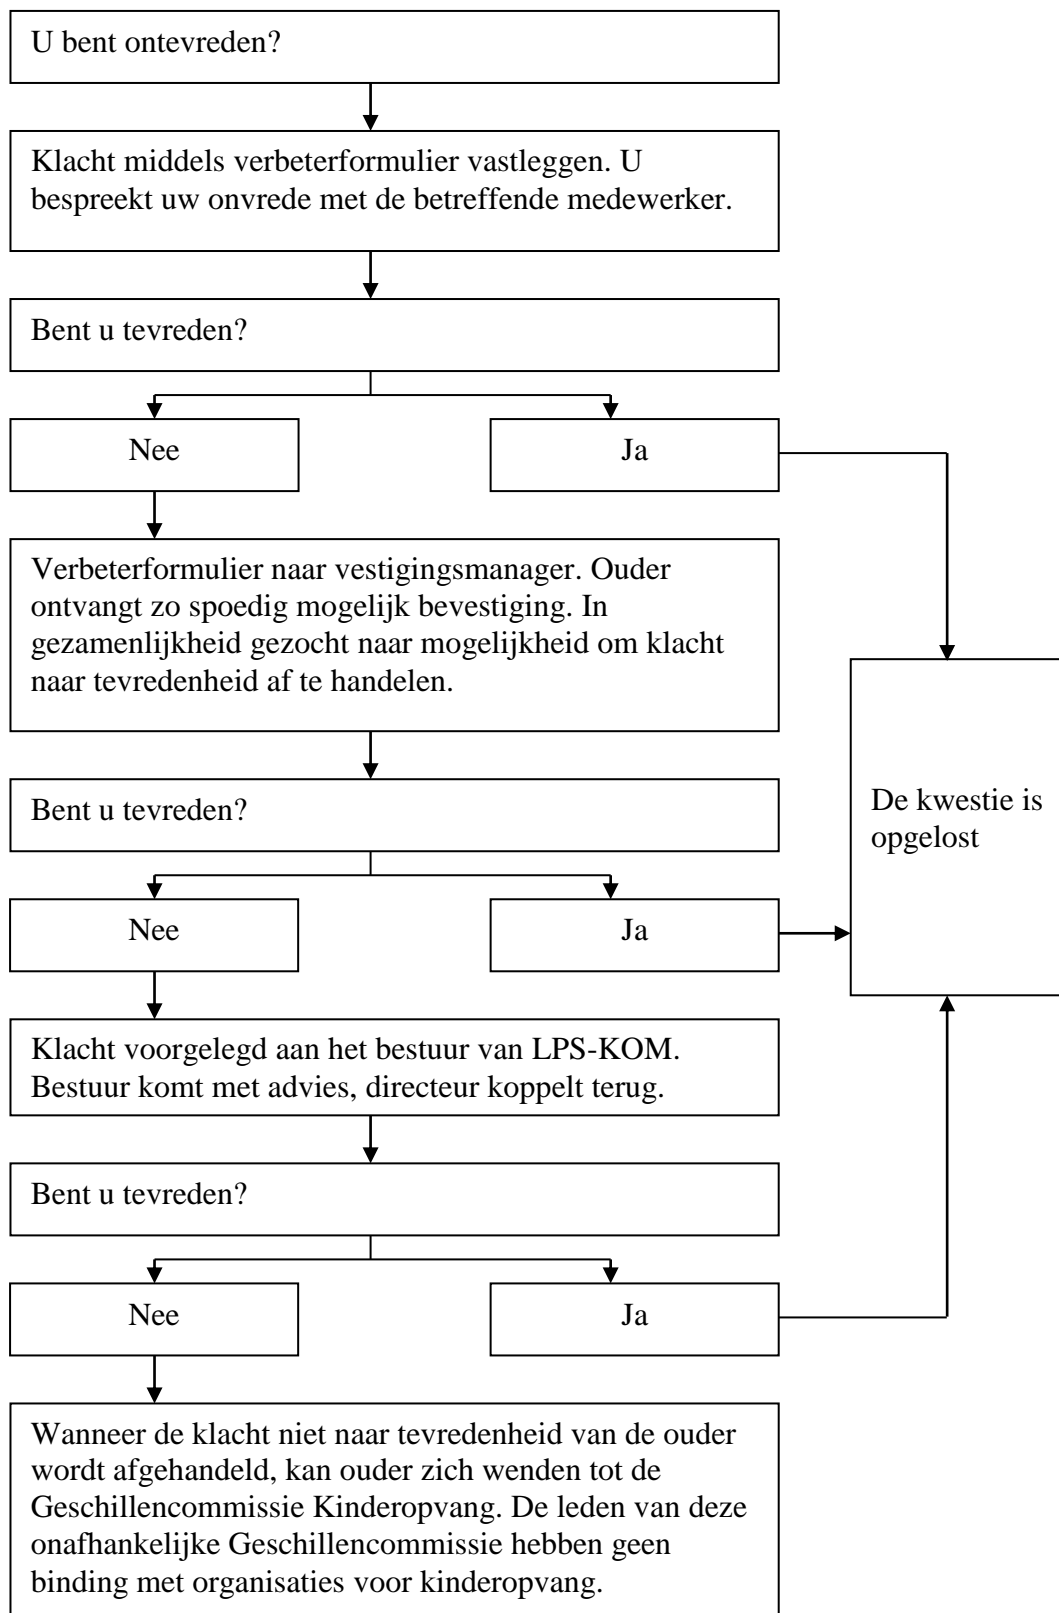 U bent ontevreden?
Klacht middels verbeterformulier vastleggen. U
bespreekt uw onvrede met de betreffende medewerker.
Bent u tevreden?
Nee
Ja
Verbeterformulier naar vestigingsmanager. Ouder
ontvangt zo spoedig mogelijk bevestiging. In
gezamenlijkheid gezocht naar mogelijkheid om klacht
naar tevredenheid af te handelen.
Bent u tevreden?
De kwestie is
opgelost
Nee
Ja
Klacht voorgelegd aan het bestuur van LPS-KOM.
Bestuur komt met advies, directeur koppelt terug.
Bent u tevreden?
Nee
Ja
Wanneer de klacht niet naar tevredenheid van de ouder
wordt afgehandeld, kan ouder zich wenden tot de
Geschillencommissie Kinderopvang. De leden van deze
onafhankelijke Geschillencommissie hebben geen
binding met organisaties voor kinderopvang.